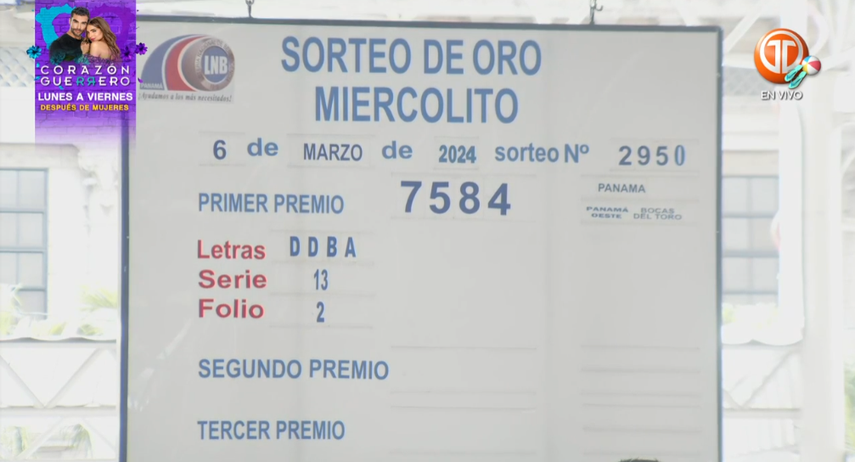 CORAZÓN
GUERRERO
LUNES A VIERNES
DESPUÉS DE MUJERES
LNB
PANAMA
Ayudamos a los más necesitados!
SORTEO DE ORO
MIERCOLITO
EN VIVO
6 de MARZO de 2024 sorteo Nº 2950
PRIMER PREMIO 7584 PANAMA
PANAMÁ OESTE BOCAS DEL TORO
Letras DDBA
Serie 13
Folio 2
SEGUNDO PREMIO
TERCER PREMIO